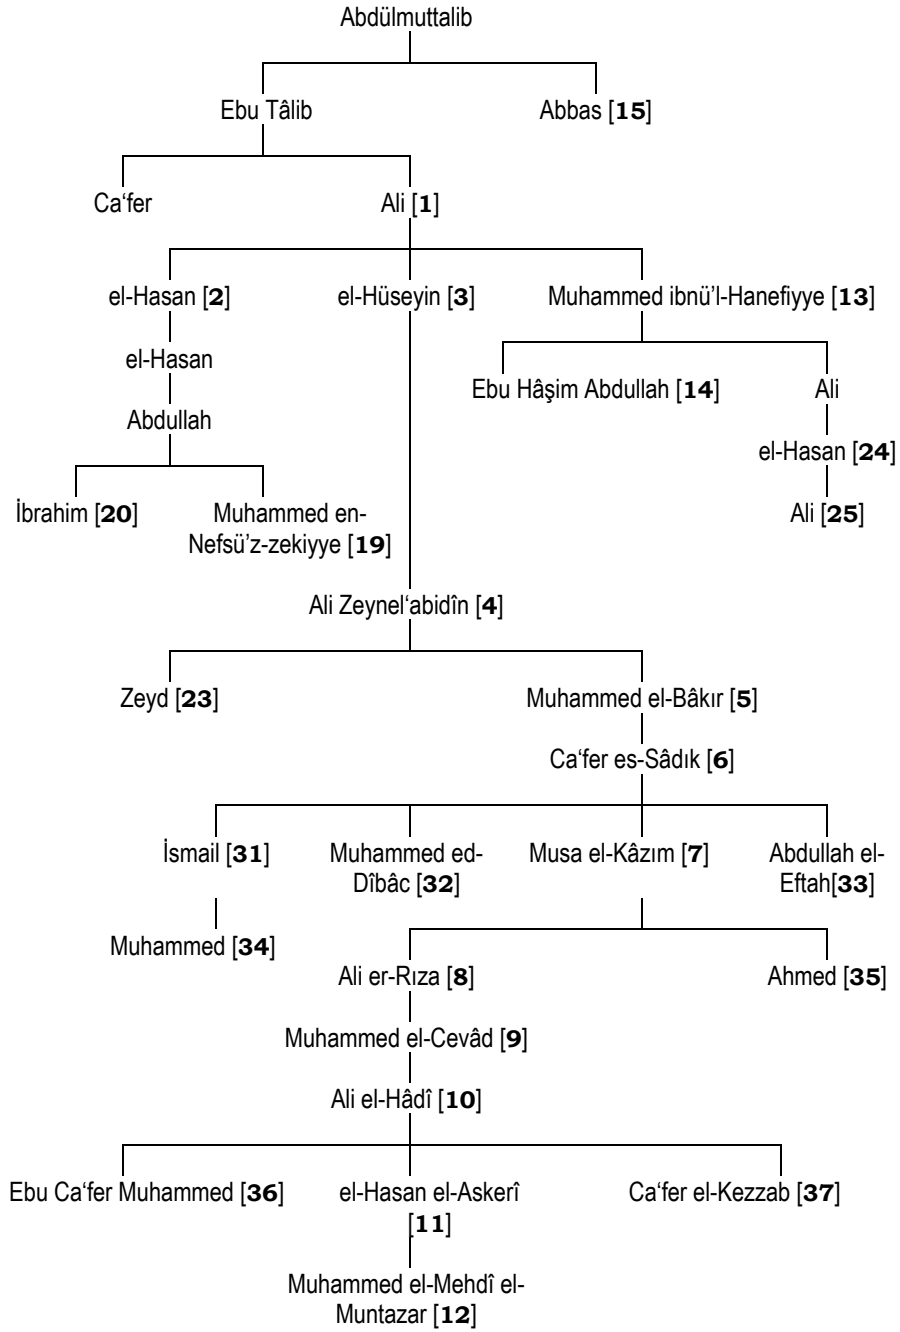 Abdülmuttalib
Ebu Tâlib
Abbas [15]
Ca‘fer
Ali [1]
el-Hasan [2]
el-Hüseyin [3]
Muhammed ibnü’l-Hanefiyye [13]
el-Hasan
Ebu Hâşim Abdullah [14]
Ali
Abdullah
el-Hasan [24]
İbrahim [20]
Muhammed en-
Nefsü’z-zekiyye [19]
Ali [25]
Ali Zeynel‘abidîn [4]
Zeyd [23]
Muhammed el-Bâkır [5]
Ca‘fer es-Sâdık [6]
İsmail [31]
Muhammed ed-
Dîbâc [32]
Musa el-Kâzım [7]
Abdullah el-
Eftah[33]
Muhammed [34]
Ali er-Rıza [8]
Ahmed [35]
Muhammed el-Cevâd [9]
Ali el-Hâdî [10]
Ebu Ca‘fer Muhammed [36]
el-Hasan el-Askerî
[11]
Ca‘fer el-Kezzab [37]
Muhammed el-Mehdî el-
Muntazar [12]